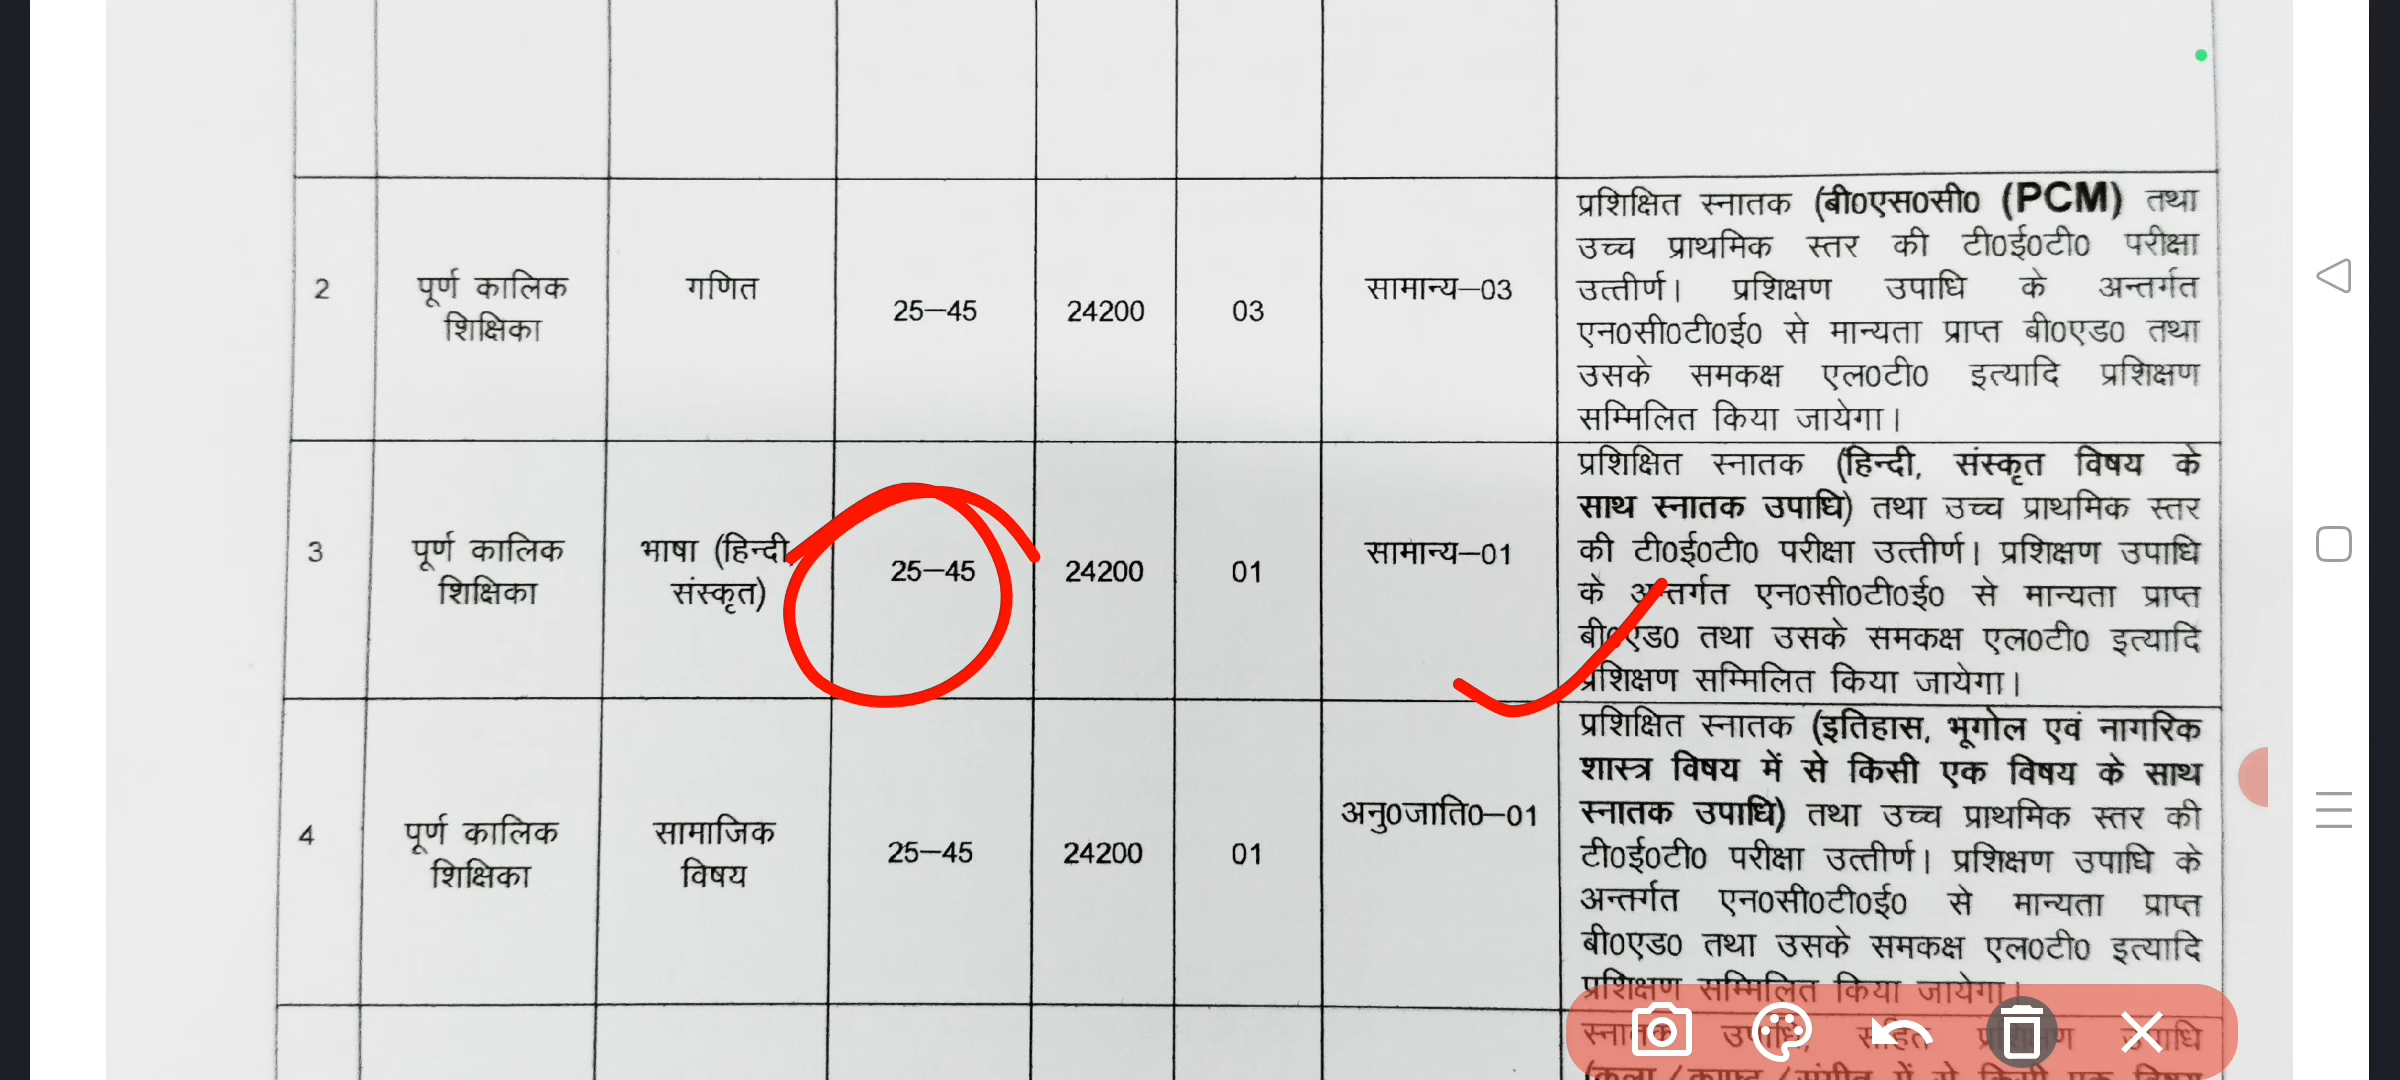 2
पूर्ण कालिक
शिक्षिका
गणित
25–45
24200
03
सामान्य–03
प्रशिक्षित स्नातक (बी0एस0सी0 (PCM) तथा
उच्च प्राथमिक स्तर की टी0ई0टी0 परीक्षा
उत्तीर्ण। प्रशिक्षण उपाधि के अन्तर्गत
एन0सी0टी0ई0 से मान्यता प्राप्त बी0एड0 तथा
उसके समकक्ष एल0टी0 इत्यादि प्रशिक्षण
सम्मिलित किया जायेगा।
3
पूर्ण कालिक
शिक्षिका
भाषा (हिन्दी,
संस्कृत)
25–45
24200
01
सामान्य–01
प्रशिक्षित स्नातक (हिन्दी, संस्कृत विषय के
साथ स्नातक उपाधि) तथा उच्च प्राथमिक स्तर
की टी0ई0टी0 परीक्षा उत्तीर्ण। प्रशिक्षण उपाधि
के अन्तर्गत एन0सी0टी0ई0 से मान्यता प्राप्त
बी0एड0 तथा उसके समकक्ष एल0टी0 इत्यादि
प्रशिक्षण सम्मिलित किया जायेगा।
4
पूर्ण कालिक
शिक्षिका
सामाजिक
विषय
25–45
24200
01
अनु0जाति0–01
प्रशिक्षित स्नातक (इतिहास, भूगोल एवं नागरिक
शास्त्र विषय में से किसी एक विषय के साथ
स्नातक उपाधि) तथा उच्च प्राथमिक स्तर की
टी0ई0टी0 परीक्षा उत्तीर्ण। प्रशिक्षण उपाधि के
अन्तर्गत एन0सी0टी0ई0 से मान्यता प्राप्त
बी0एड0 तथा उसके समकक्ष एल0टी0 इत्यादि
प्रशिक्षण सम्मिलित किया जायेगा।
स्नातक उपाधि, सहित प्रशिक्षण उपाधि